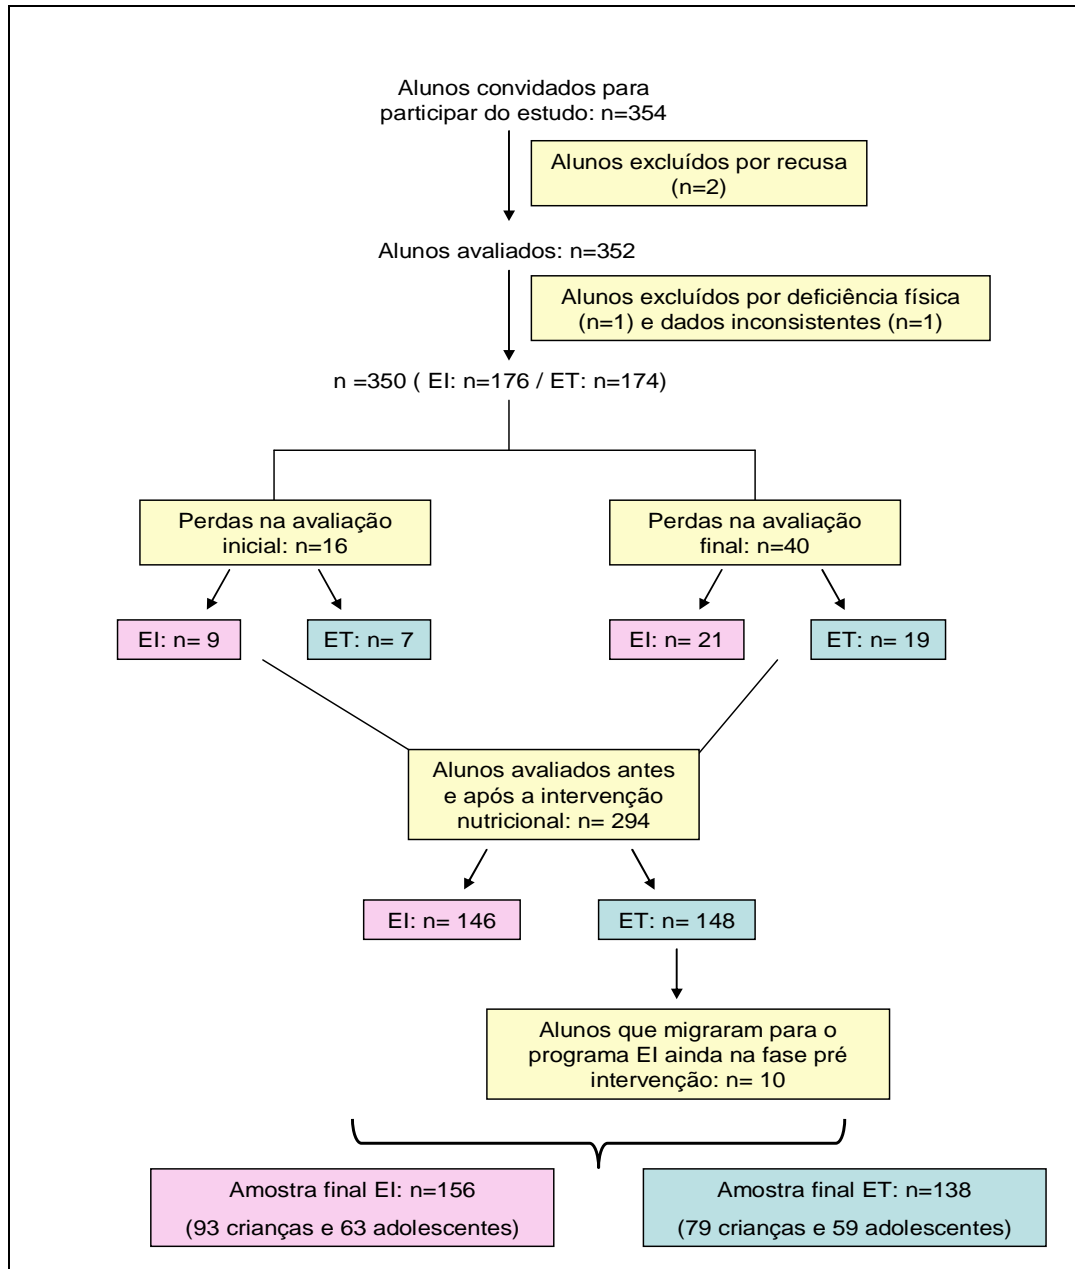 Alunos convidados para
participar do estudo: n=354
Alunos excluídos por recusa
(n=2)
Alunos avaliados: n=352
Alunos excluídos por deficiência física
(n=1) e dados inconsistentes (n=1)
n =350 ( EI: n=176 / ET: n=174)
Perdas na avaliação
inicial: n=16
Perdas na avaliação
final: n=40
EI: n= 9
ET: n= 7
EI: n= 21
ET: n= 19
Alunos avaliados antes
e após a intervenção
nutricional: n= 294
EI: n= 146
ET: n= 148
Alunos que migraram para o
programa EI ainda na fase pré
intervenção: n= 10
Amostra final EI: n=156
(93 crianças e 63 adolescentes)
Amostra final ET: n=138
(79 crianças e 59 adolescentes)